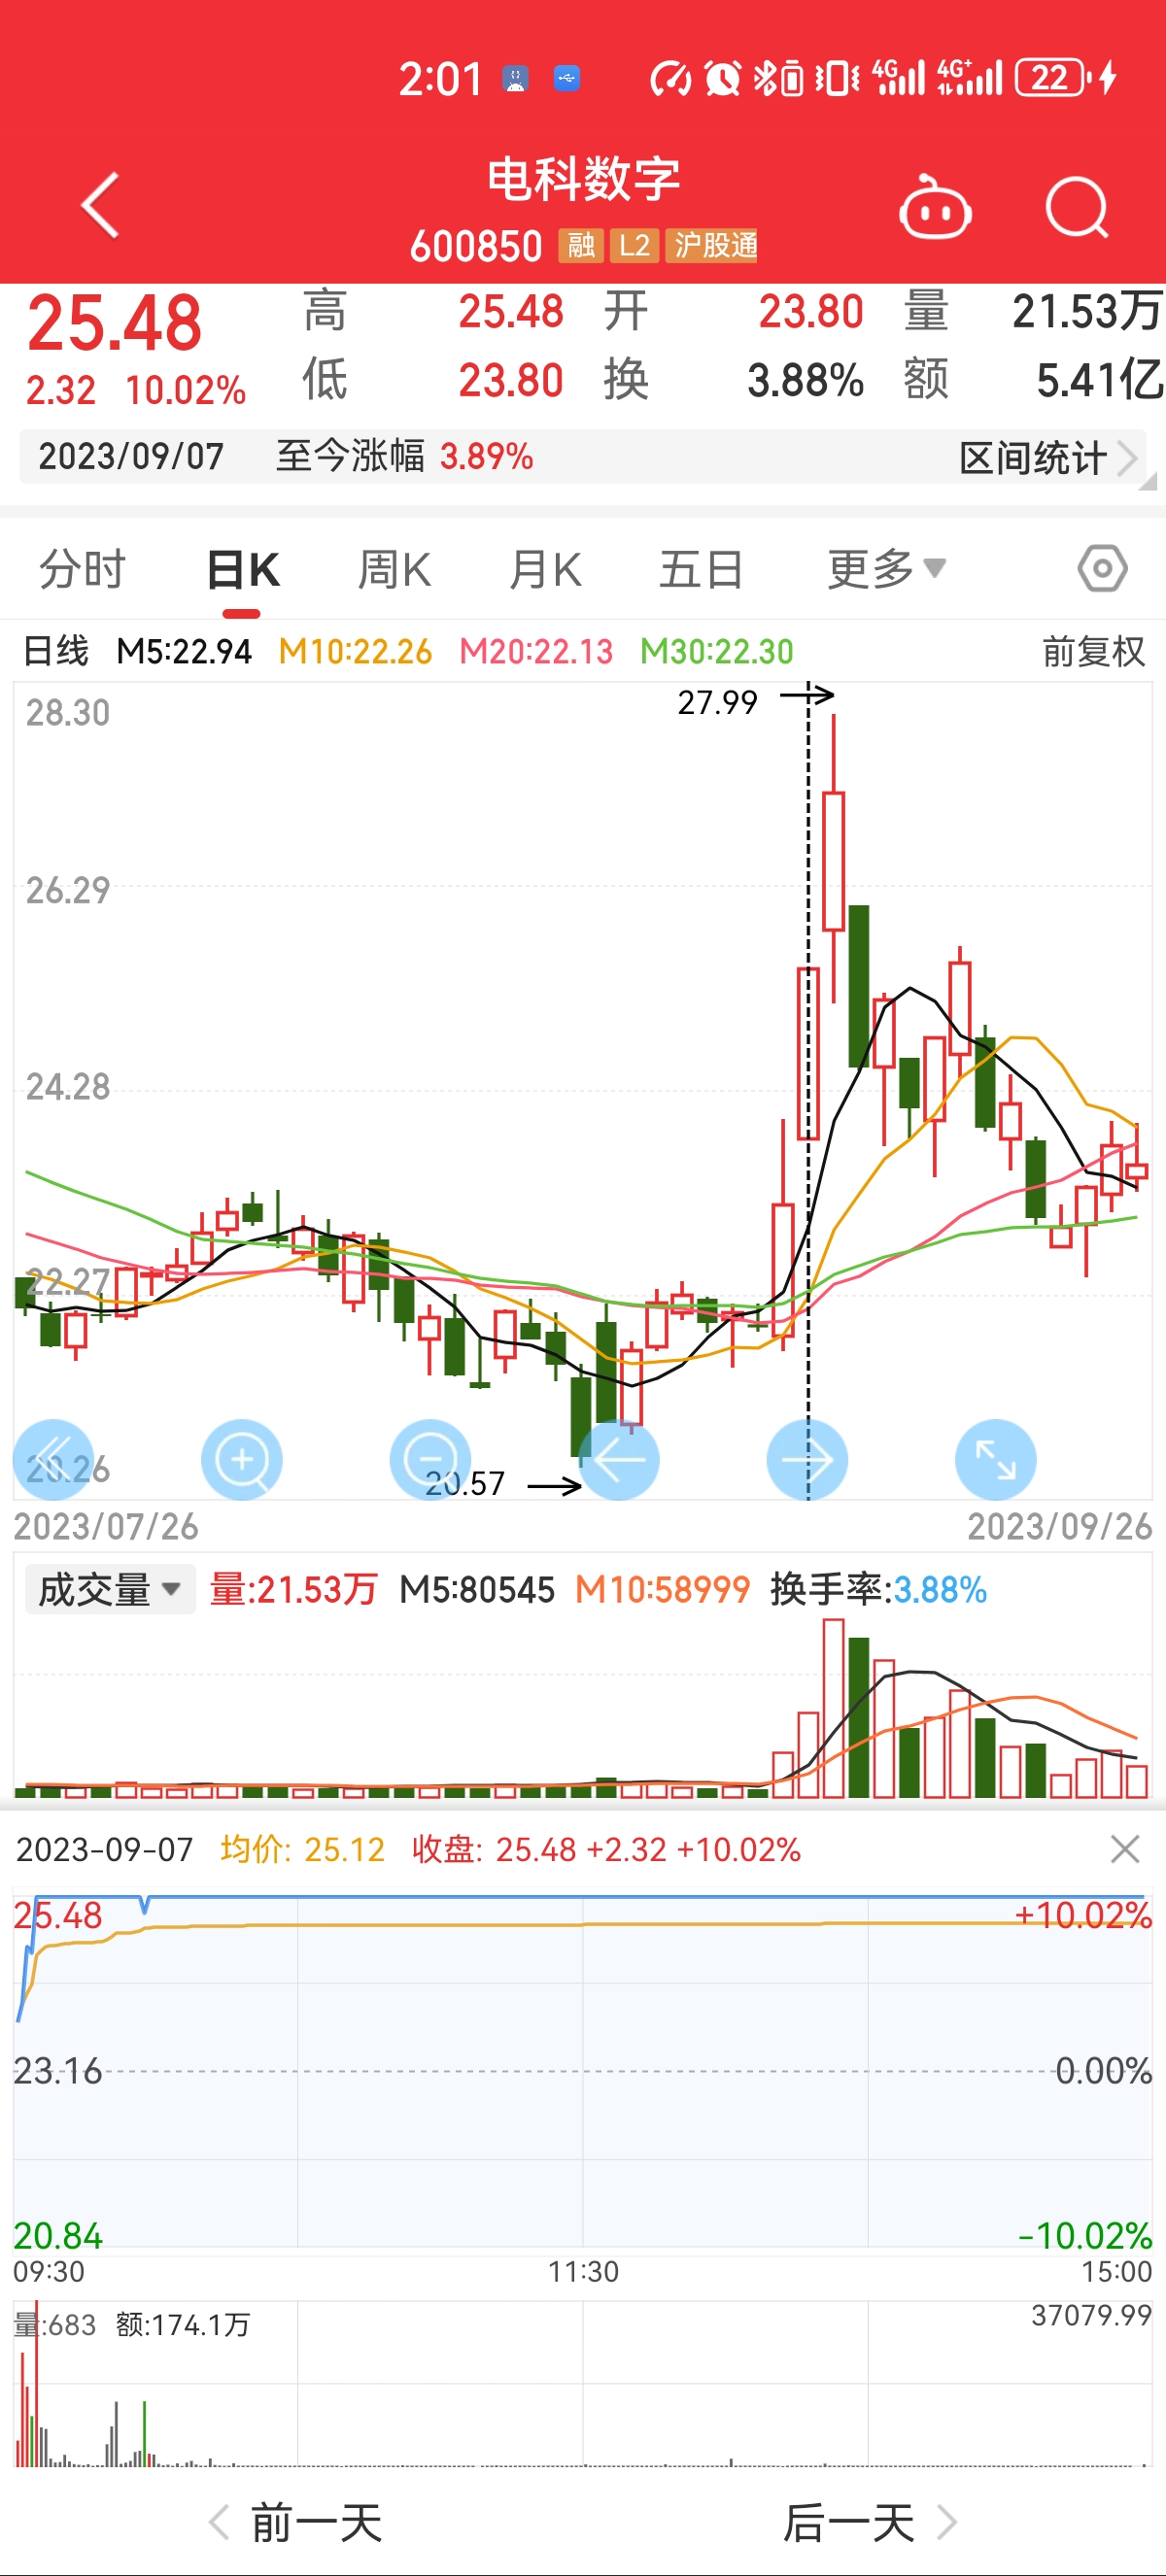 2:01 4G 4G+ 22
电科数字
600850 融 L2 沪股通
25.48 高 25.48 开 23.80 量 21.53万
2.32 10.02% 低 23.80 换 3.88% 额 5.41亿
2023/09/07 至今涨幅 3.89% 区间统计
分时 日K 周K 月K 五日 更多
日线 M5:22.94 M10:22.26 M20:22.13 M30:22.30 前复权
27.99
28.30
26.29
24.28
22.27
20.26
20.57
2023/07/26 2023/09/26
成交量 量:21.53万 M5:80545 M10:58999 换手率:3.88%
2023-09-07 均价: 25.12 收盘: 25.48 +2.32 +10.02%
25.48 +10.02%
23.16 0.00%
20.84 -10.02%
09:30 11:30 15:00
量:683 额:174.1万 37079.99
前一天 后一天